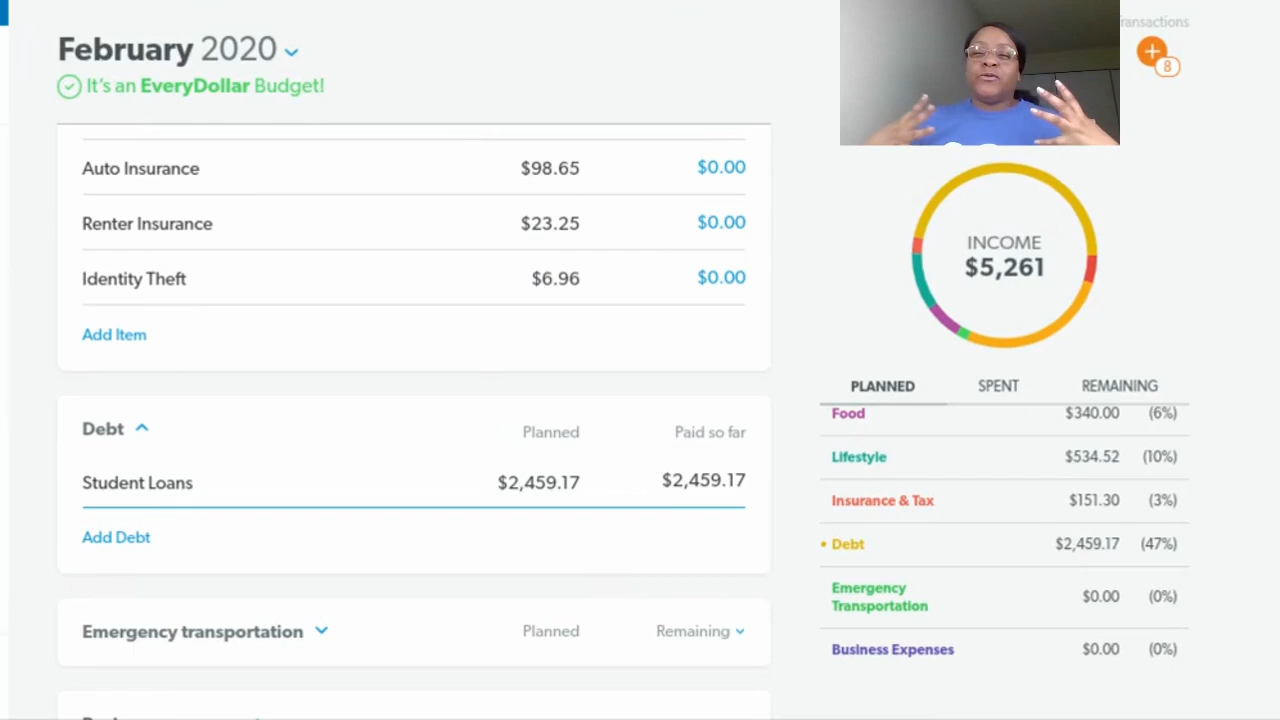 February 2020
It's an EveryDollar Budget!
Auto Insurance $98.65 $0.00
Renter Insurance $23.25 $0.00
Identity Theft $6.96 $0.00
Add Item
Debt Planned Paid so far
Student Loans $2,459.17 $2,459.17
Add Debt
Emergency transportation Planned Remaining
ransactions
8
INCOME
$5,261
PLANNED SPENT REMAINING
Food $340.00 (6%)
Lifestyle $534.52 (10%)
Insurance & Tax $151.30 (3%)
Debt $2,459.17 (47%)
Emergency
Transportation $0.00 (0%)
Business Expenses $0.00 (0%)